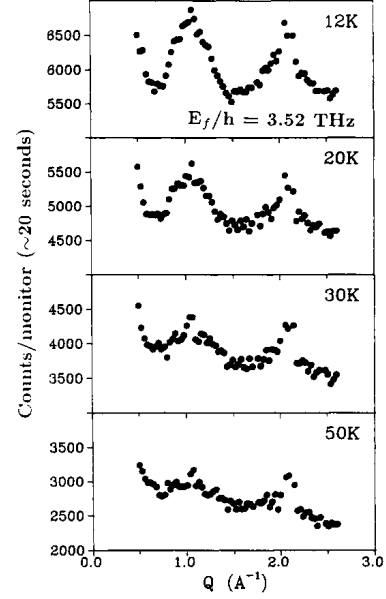 12K
6500
6000
5500
E_f/h = 3.52 THz
20K
5500
5000
4500
30K
4500
4000
3500
50K
3500
3000
2500
2000
0.0 1.0 2.0 3.0
Q (A⁻¹)
Counts/monitor (~20 seconds)